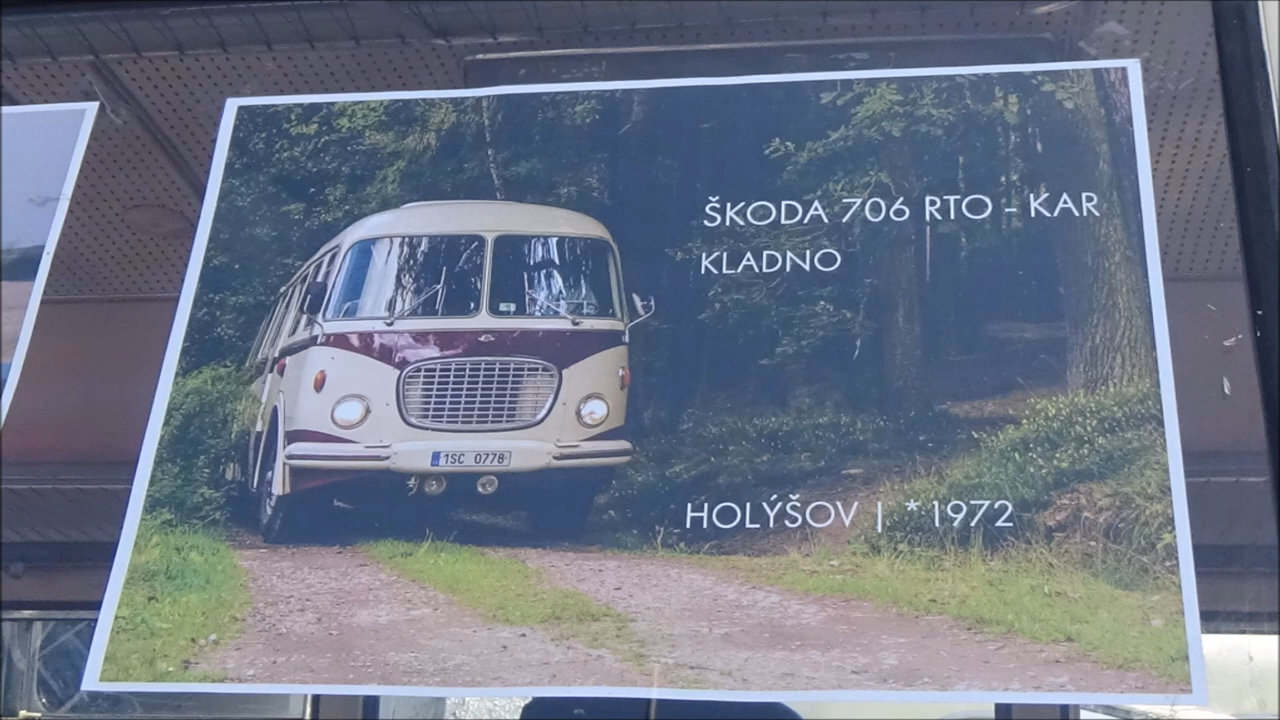 ŠKODA 706 RTO - KAR
KLADNO
1SC 0778
HOLÝŠOV | *1972